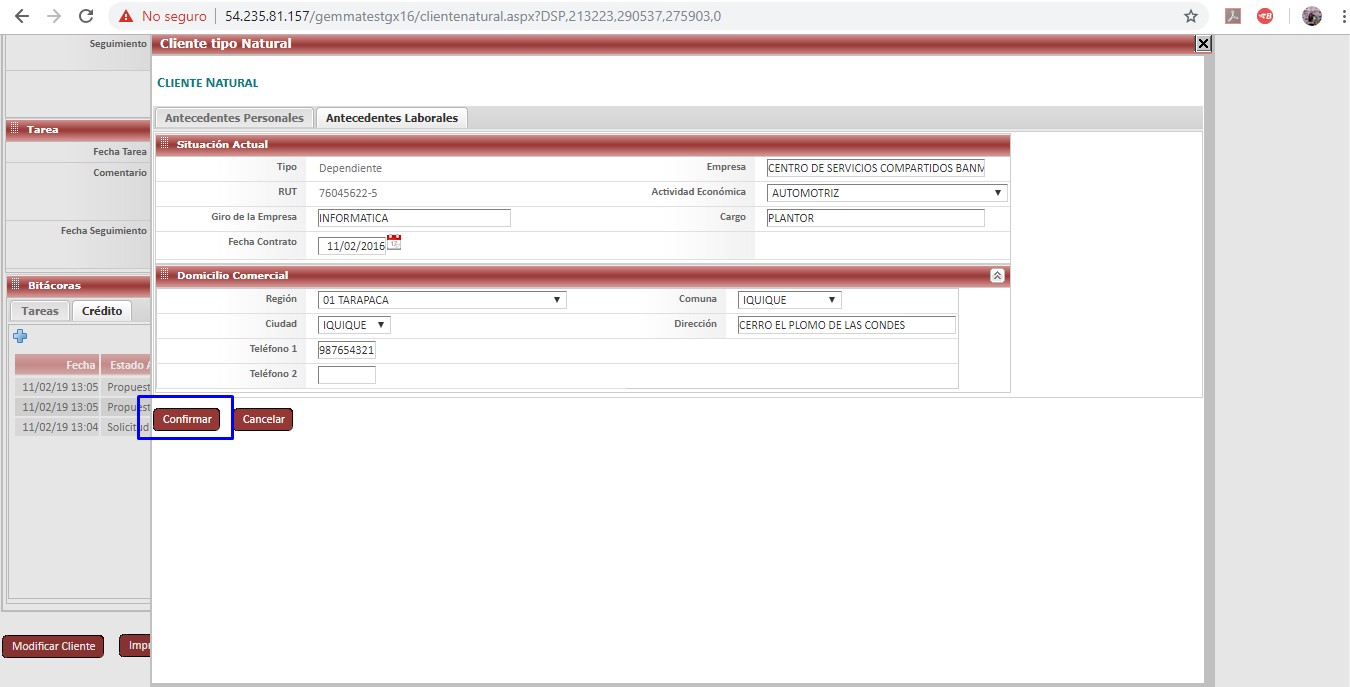 No seguro 54.235.81.157/gemmatestgx16/clientenatural.aspx?DSP,213223,290537,275903,0
Seguimiento
Tarea
Fecha Tarea
Comentario
Fecha Seguimiento
Bitácoras
Tareas Crédito
Fecha Estado
11/02/19 13:05
11/02/19 13:05
11/02/19 13:04
Modificar Cliente
Cliente tipo Natural
CLIENTE NATURAL
Antecedentes Personales Antecedentes Laborales
Situación Actual
Tipo Dependiente Empresa CENTRO DE SERVICIOS COMPARTIDOS
RUT 76045622-5 Actividad Económica AUTOMOTRIZ
Giro de la Empresa INFORMATICA Cargo PLANTOR
Fecha Contrato 11/02/2016
Domicilio Comercial
Región 01 TARAPACA Comuna IQUIQUE
Ciudad IQUIQUE Dirección CERRO EL PLOMO DE LAS CONDES
Teléfono 1 987654321
Teléfono 2
Confirmar Cancelar